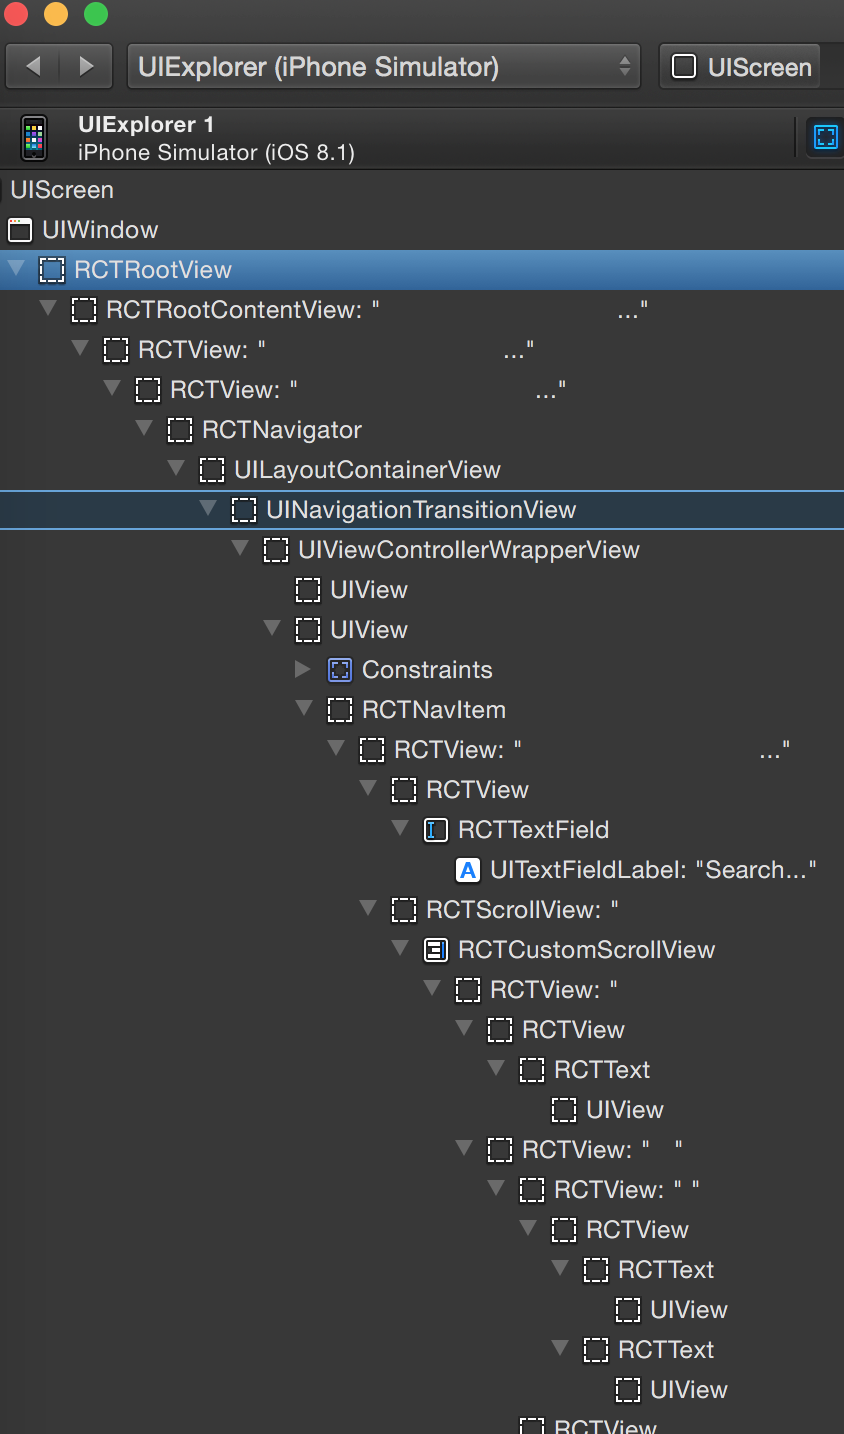 UIExplorer (iPhone Simulator)
UIScreen
UIExplorer 1
iPhone Simulator (iOS 8.1)
UIScreen
UIWindow
RCTRootView
RCTRootContentView: " ..."
RCTView: " ..."
RCTView: " ..."
RCTNavigator
UILayoutContainerView
UINavigationTransitionView
UIViewControllerWrapperView
UIView
UIView
Constraints
RCTNavItem
RCTView: " ..."
RCTView
RCTTextField
A UITextFieldLabel: "Search..."
RCTScrollView: "
RCTCustomScrollView
RCTView: "
RCTView
RCTText
UIView
RCTView: " "
RCTView: " "
RCTView
RCTText
UIView
RCTText
UIView
RCTView